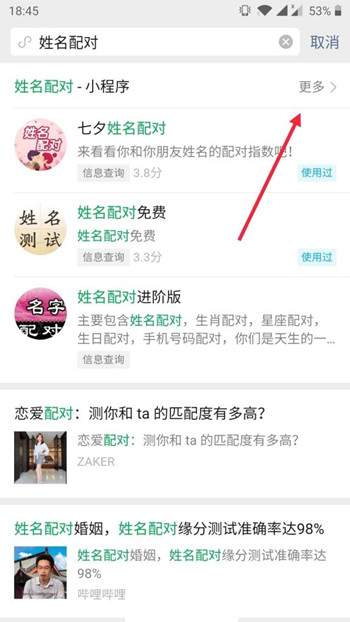 18:45
53%
姓名配对
取消
姓名配对 - 小程序
更多
姓名
配对
七夕姓名配对
来看看你和你朋友姓名的配对指数吧!
信息查询 3.8分
使用过
姓名
测试
姓名配对免费
姓名配对免费
信息查询 3.3分
使用过
名字
配对
姓名配对进阶版
主要包含姓名配对，生肖配对，星座配对，
生日配对，手机号码配对，你们是天生的一...
信息查询
恋爱配对：测你和 ta 的匹配度有多高？
恋爱配对：测你和 ta 的匹配度有多高？
ZAKER
姓名配对婚姻，姓名配对缘分测试准确率达98%
姓名配对婚姻，姓名配对缘分测试准确率达
98%
哔哩哔哩